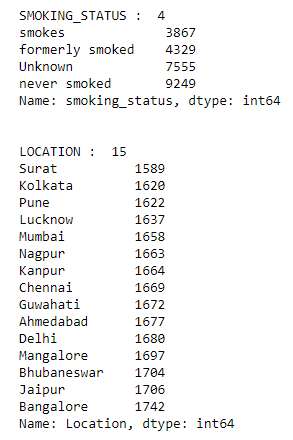 SMOKING_STATUS :  4
smokes             3867
formerly smoked    4329
Unknown            7555
never smoked       9249
Name: smoking_status, dtype: int64
LOCATION :  15
Surat          1589
Kolkata        1620
Pune           1622
Lucknow        1637
Mumbai         1658
Nagpur         1663
Kanpur         1664
Chennai        1669
Guwahati       1672
Ahmedabad      1677
Delhi          1680
Mangalore      1697
Bhubaneswar    1704
Jaipur         1706
Bangalore      1742
Name: Location, dtype: int64